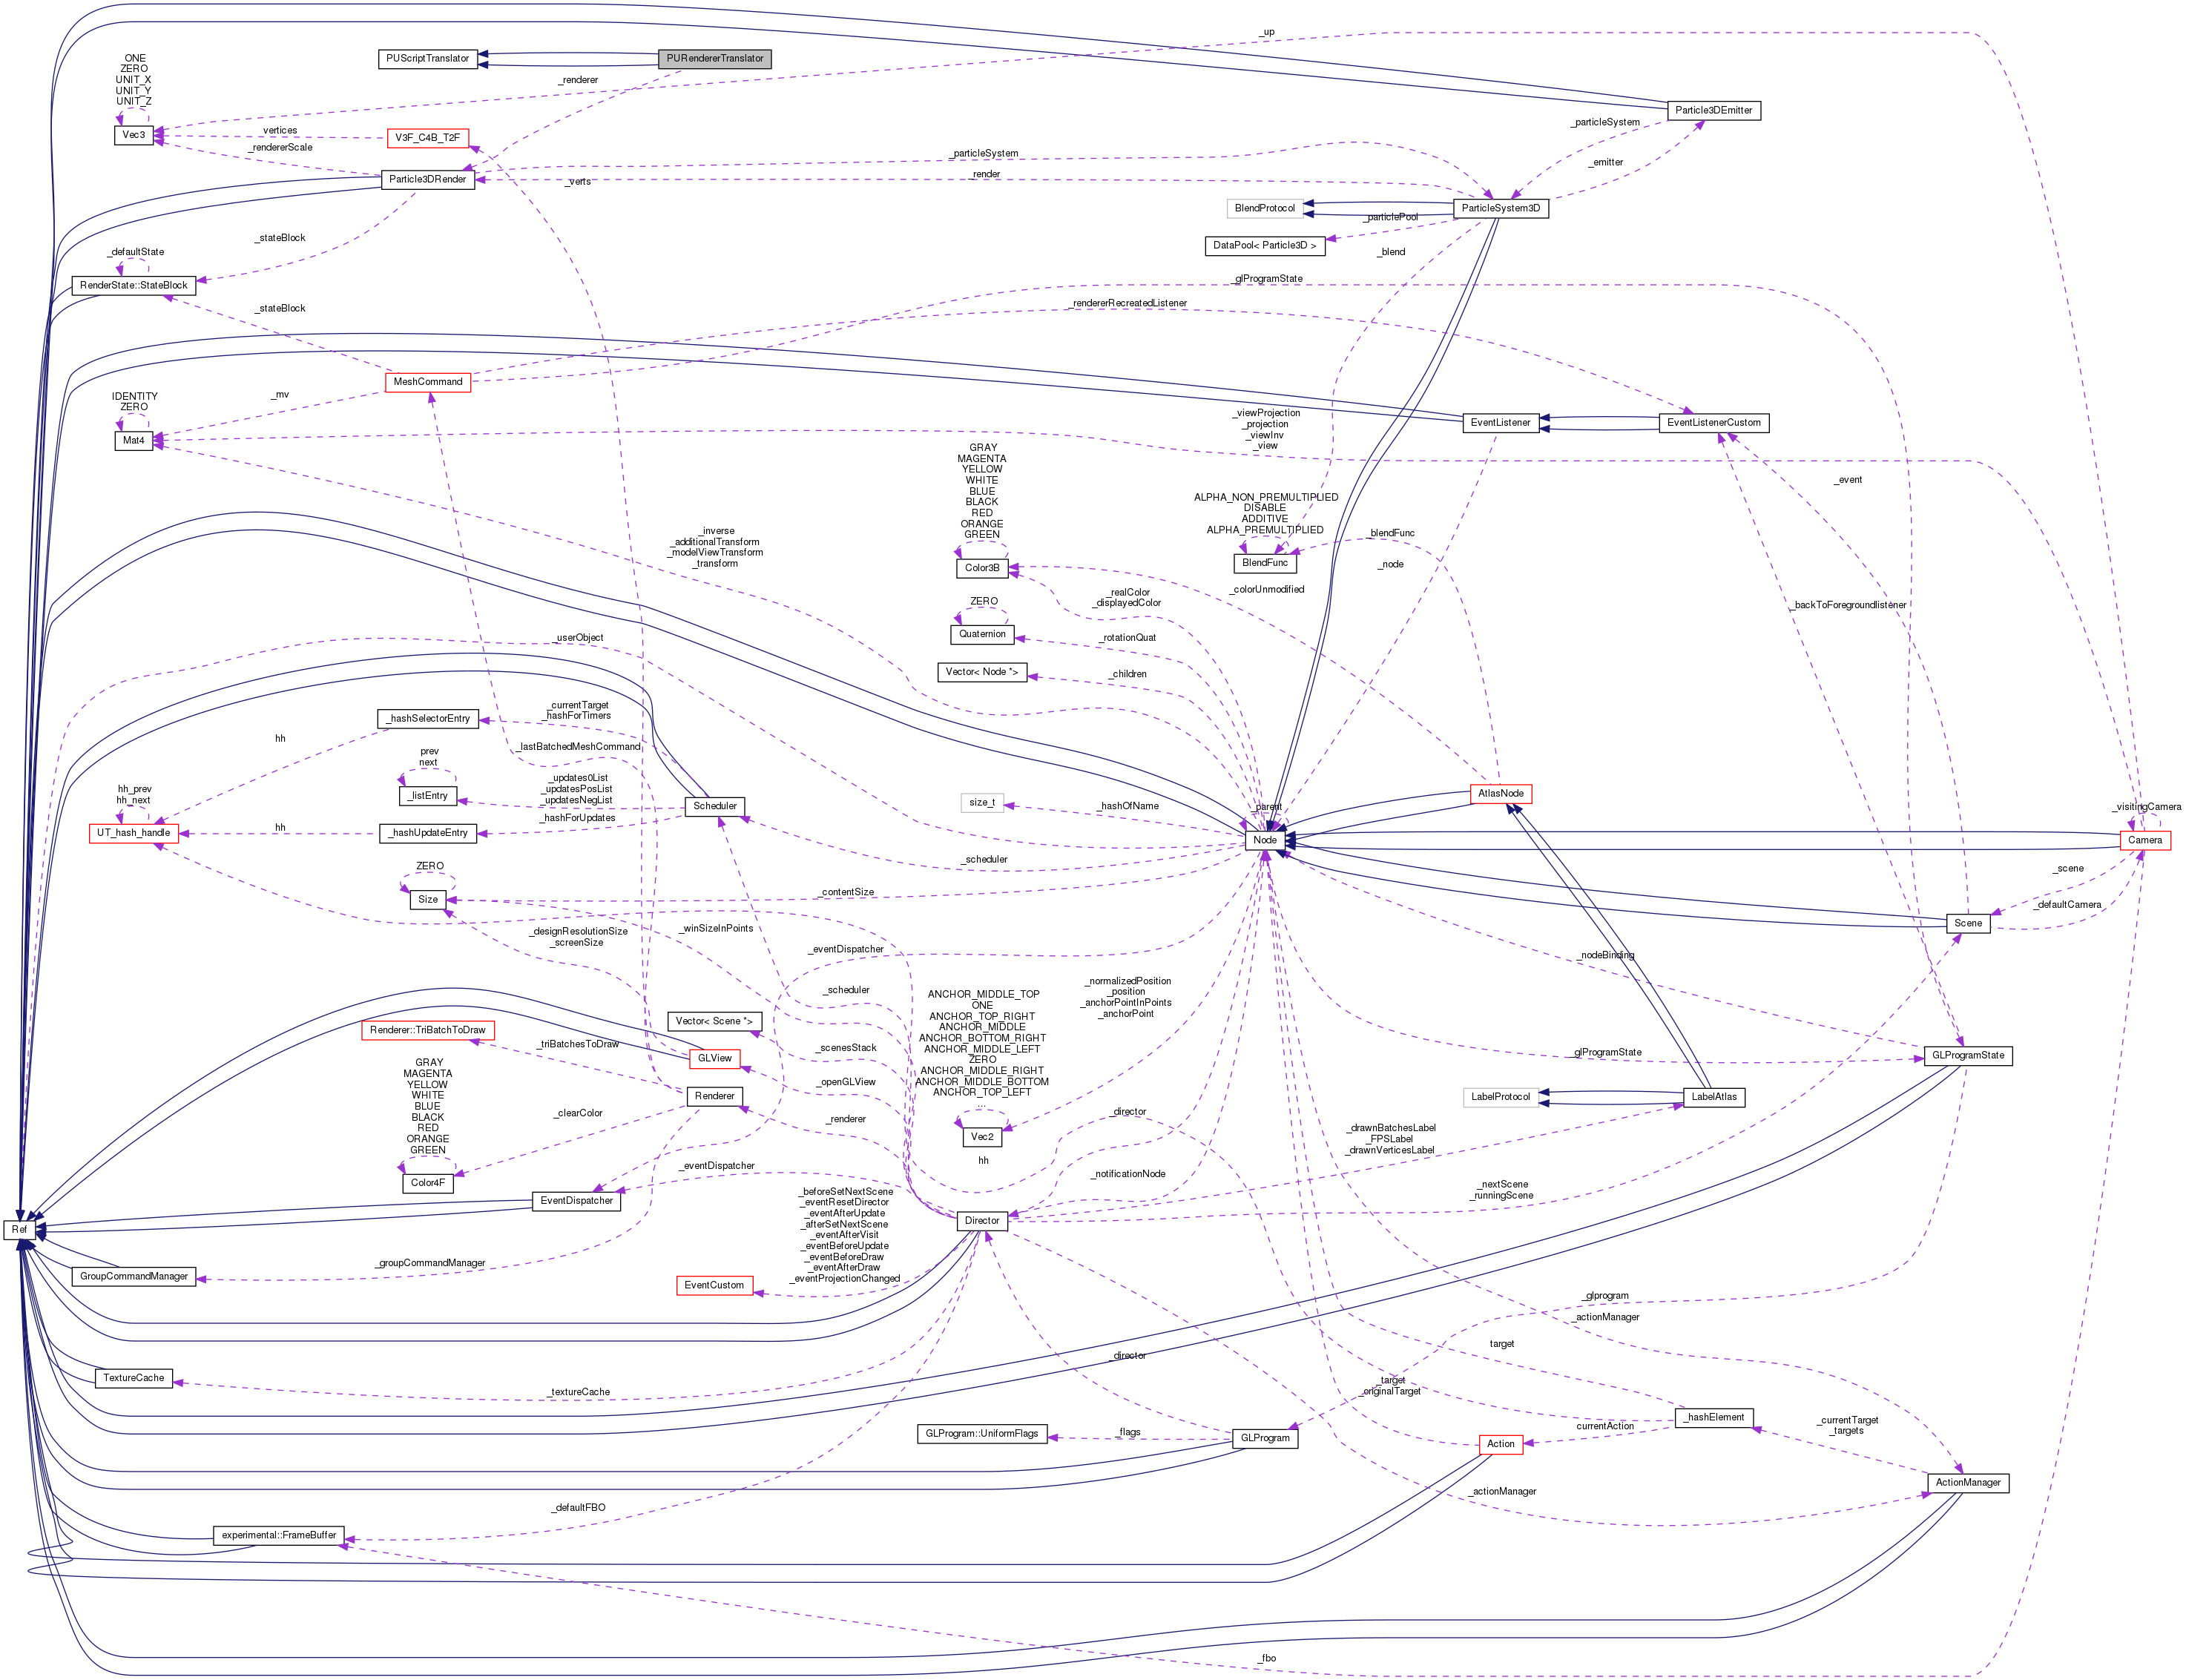 _up
PUScriptTranslator
PURendererTranslator
ONE
ZERO
UNIT_X
UNIT_Y
UNIT_Z
_renderer
Particle3DEmitter
Vec3
vertices
V3F_C4B_T2F
_particleSystem
_rendererScale
_particleSystem
_emitter
Particle3DRender
_render
_verts
BlendProtocol
ParticleSystem3D
_particlePool
_stateBlock
DataPool< Particle3D >
_defaultState
_blend
RenderState::StateBlock
_glProgramState
_stateBlock
_rendererRecreatedListener
MeshCommand
IDENTITY
ZERO
_mv
Mat4
_viewProjection
_projection
_viewInv
_view
EventListener
EventListenerCustom
GRAY
MAGENTA
YELLOW
WHITE
BLUE
BLACK
RED
ORANGE
GREEN
_event
ALPHA_NON_PREMULTIPLIED
DISABLE
ADDITIVE
ALPHA_PREMULTIPLIED
_inverse
_additionalTransform
_modelViewTransform
_transform
_blendFunc
BlendFunc
Color3B
_node
_realColor
_displayedColor
_colorUnmodified
ZERO
_backToForegroundlistener
Quaternion
_rotationQuat
_userObject
Vector< Node *>
_children
_currentTarget
_hashForTimers
_hashSelectorEntry
hh
_lastBatchedMeshCommand
prev
next
_updates0List
_updatesPosList
_updatesNegList
hh_prev
hh_next
_listEntry
Scheduler
size_t
_hashOfName
_parent
AtlasNode
_visitingCamera
_hashForUpdates
UT_hash_handle
hh
_hashUpdateEntry
Node
Camera
_scheduler
ZERO
_scene
Size
_contentSize
_defaultCamera
_designResolutionSize
_screenSize
_winSizeInPoints
_eventDispatcher
Scene
_nodeBinding
_scheduler
_normalizedPosition
_position
_anchorPointInPoints
_anchorPoint
ANCHOR_MIDDLE_TOP
ONE
ANCHOR_TOP_RIGHT
ANCHOR_MIDDLE
ANCHOR_BOTTOM_RIGHT
ANCHOR_MIDDLE_LEFT
ZERO
ANCHOR_MIDDLE_RIGHT
ANCHOR_MIDDLE_BOTTOM
ANCHOR_TOP_LEFT
...
Vector< Scene *>
Renderer::TriBatchToDraw
_triBatchesToDraw
_scenesStack
GLView
_glProgramState
GLProgramState
GRAY
MAGENTA
YELLOW
WHITE
BLUE
BLACK
RED
ORANGE
GREEN
_openGLView
Renderer
LabelProtocol
LabelAtlas
_clearColor
_renderer
_director
Vec2
_drawnBatchesLabel
_FPSLabel
_drawnVerticesLabel
hh
_eventDispatcher
_notificationNode
Color4F
EventDispatcher
_nextScene
_runningScene
_beforeSetNextScene
_eventResetDirector
_eventAfterUpdate
_afterSetNextScene
_eventAfterVisit
_eventBeforeUpdate
_eventBeforeDraw
_eventAfterDraw
_eventProjectionChanged
Ref
Director
_groupCommandManager
GroupCommandManager
EventCustom
_glprogram
_actionManager
target
_director
TextureCache
_textureCache
_target
_originalTarget
_hashElement
_currentTarget
_targets
GLProgram::UniformFlags
_flags
GLProgram
currentAction
Action
ActionManager
_actionManager
_defaultFBO
experimental::FrameBuffer
_fbo